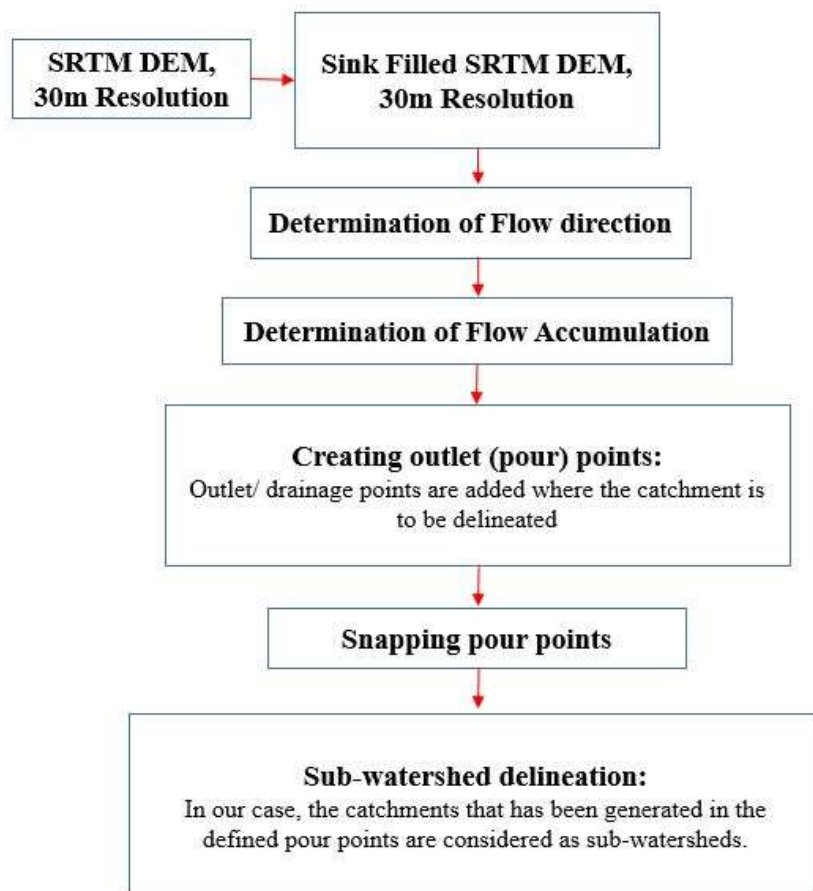 SRTM DEM,
30m Resolution
Sink Filled SRTM DEM,
30m Resolution
Determination of Flow direction
Determination of Flow Accumulation
Creating outlet (pour) points:
Outlet/ drainage points are added where the catchment is
to be delineated
Snapping pour points
Sub-watershed delineation:
In our case, the catchments that has been generated in the
defined pour points are considered as sub-watersheds.